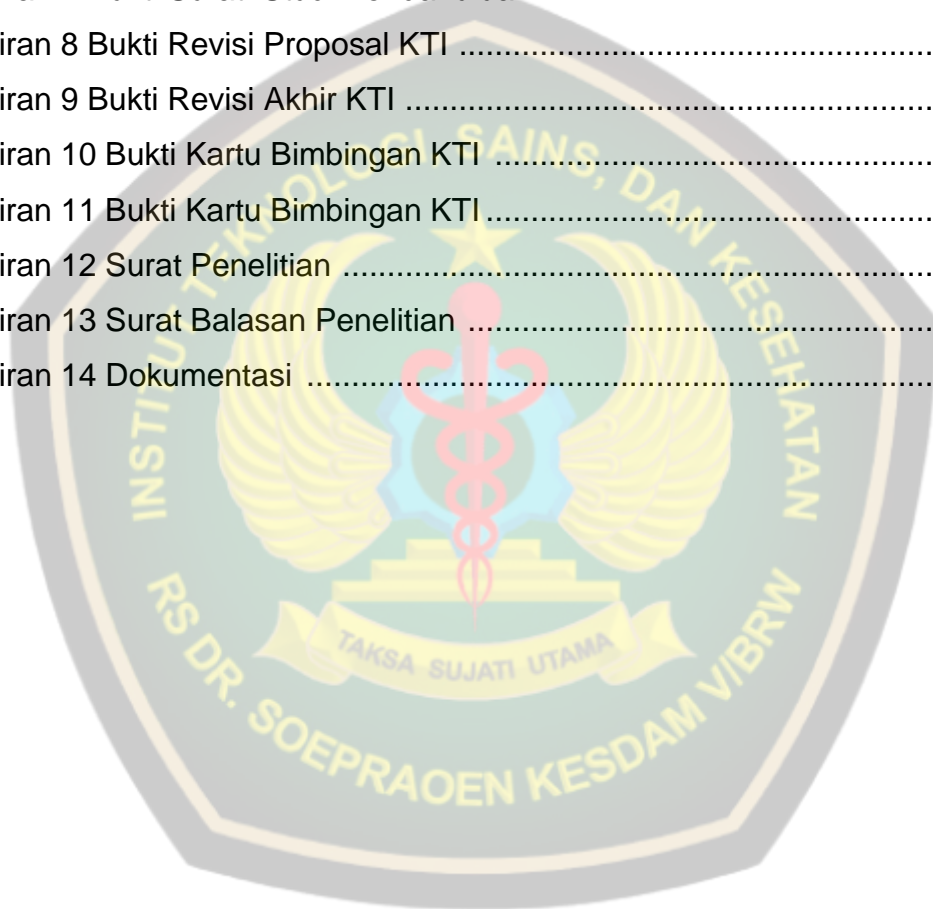 iran 8 Bukti Revisi Proposal KTI ....................................................
iran 9 Bukti Revisi Akhir KTI ..........................................................
iran 10 Bukti Kartu Bimbingan KTI ................................................
iran 11 Bukti Kartu Bimbingan KTI .................................................
iran 12 Surat Penelitian .................................................................
iran 13 Surat Balasan Penelitian ...................................................
iran 14 Dokumentasi .....................................................................
INSTITUT TEKNOLOGI, SAINS, DAN KESEHATAN
TAKSA SUJATI UTAMA
RS DR. SOEPRAOEN KESDAM V/BRW